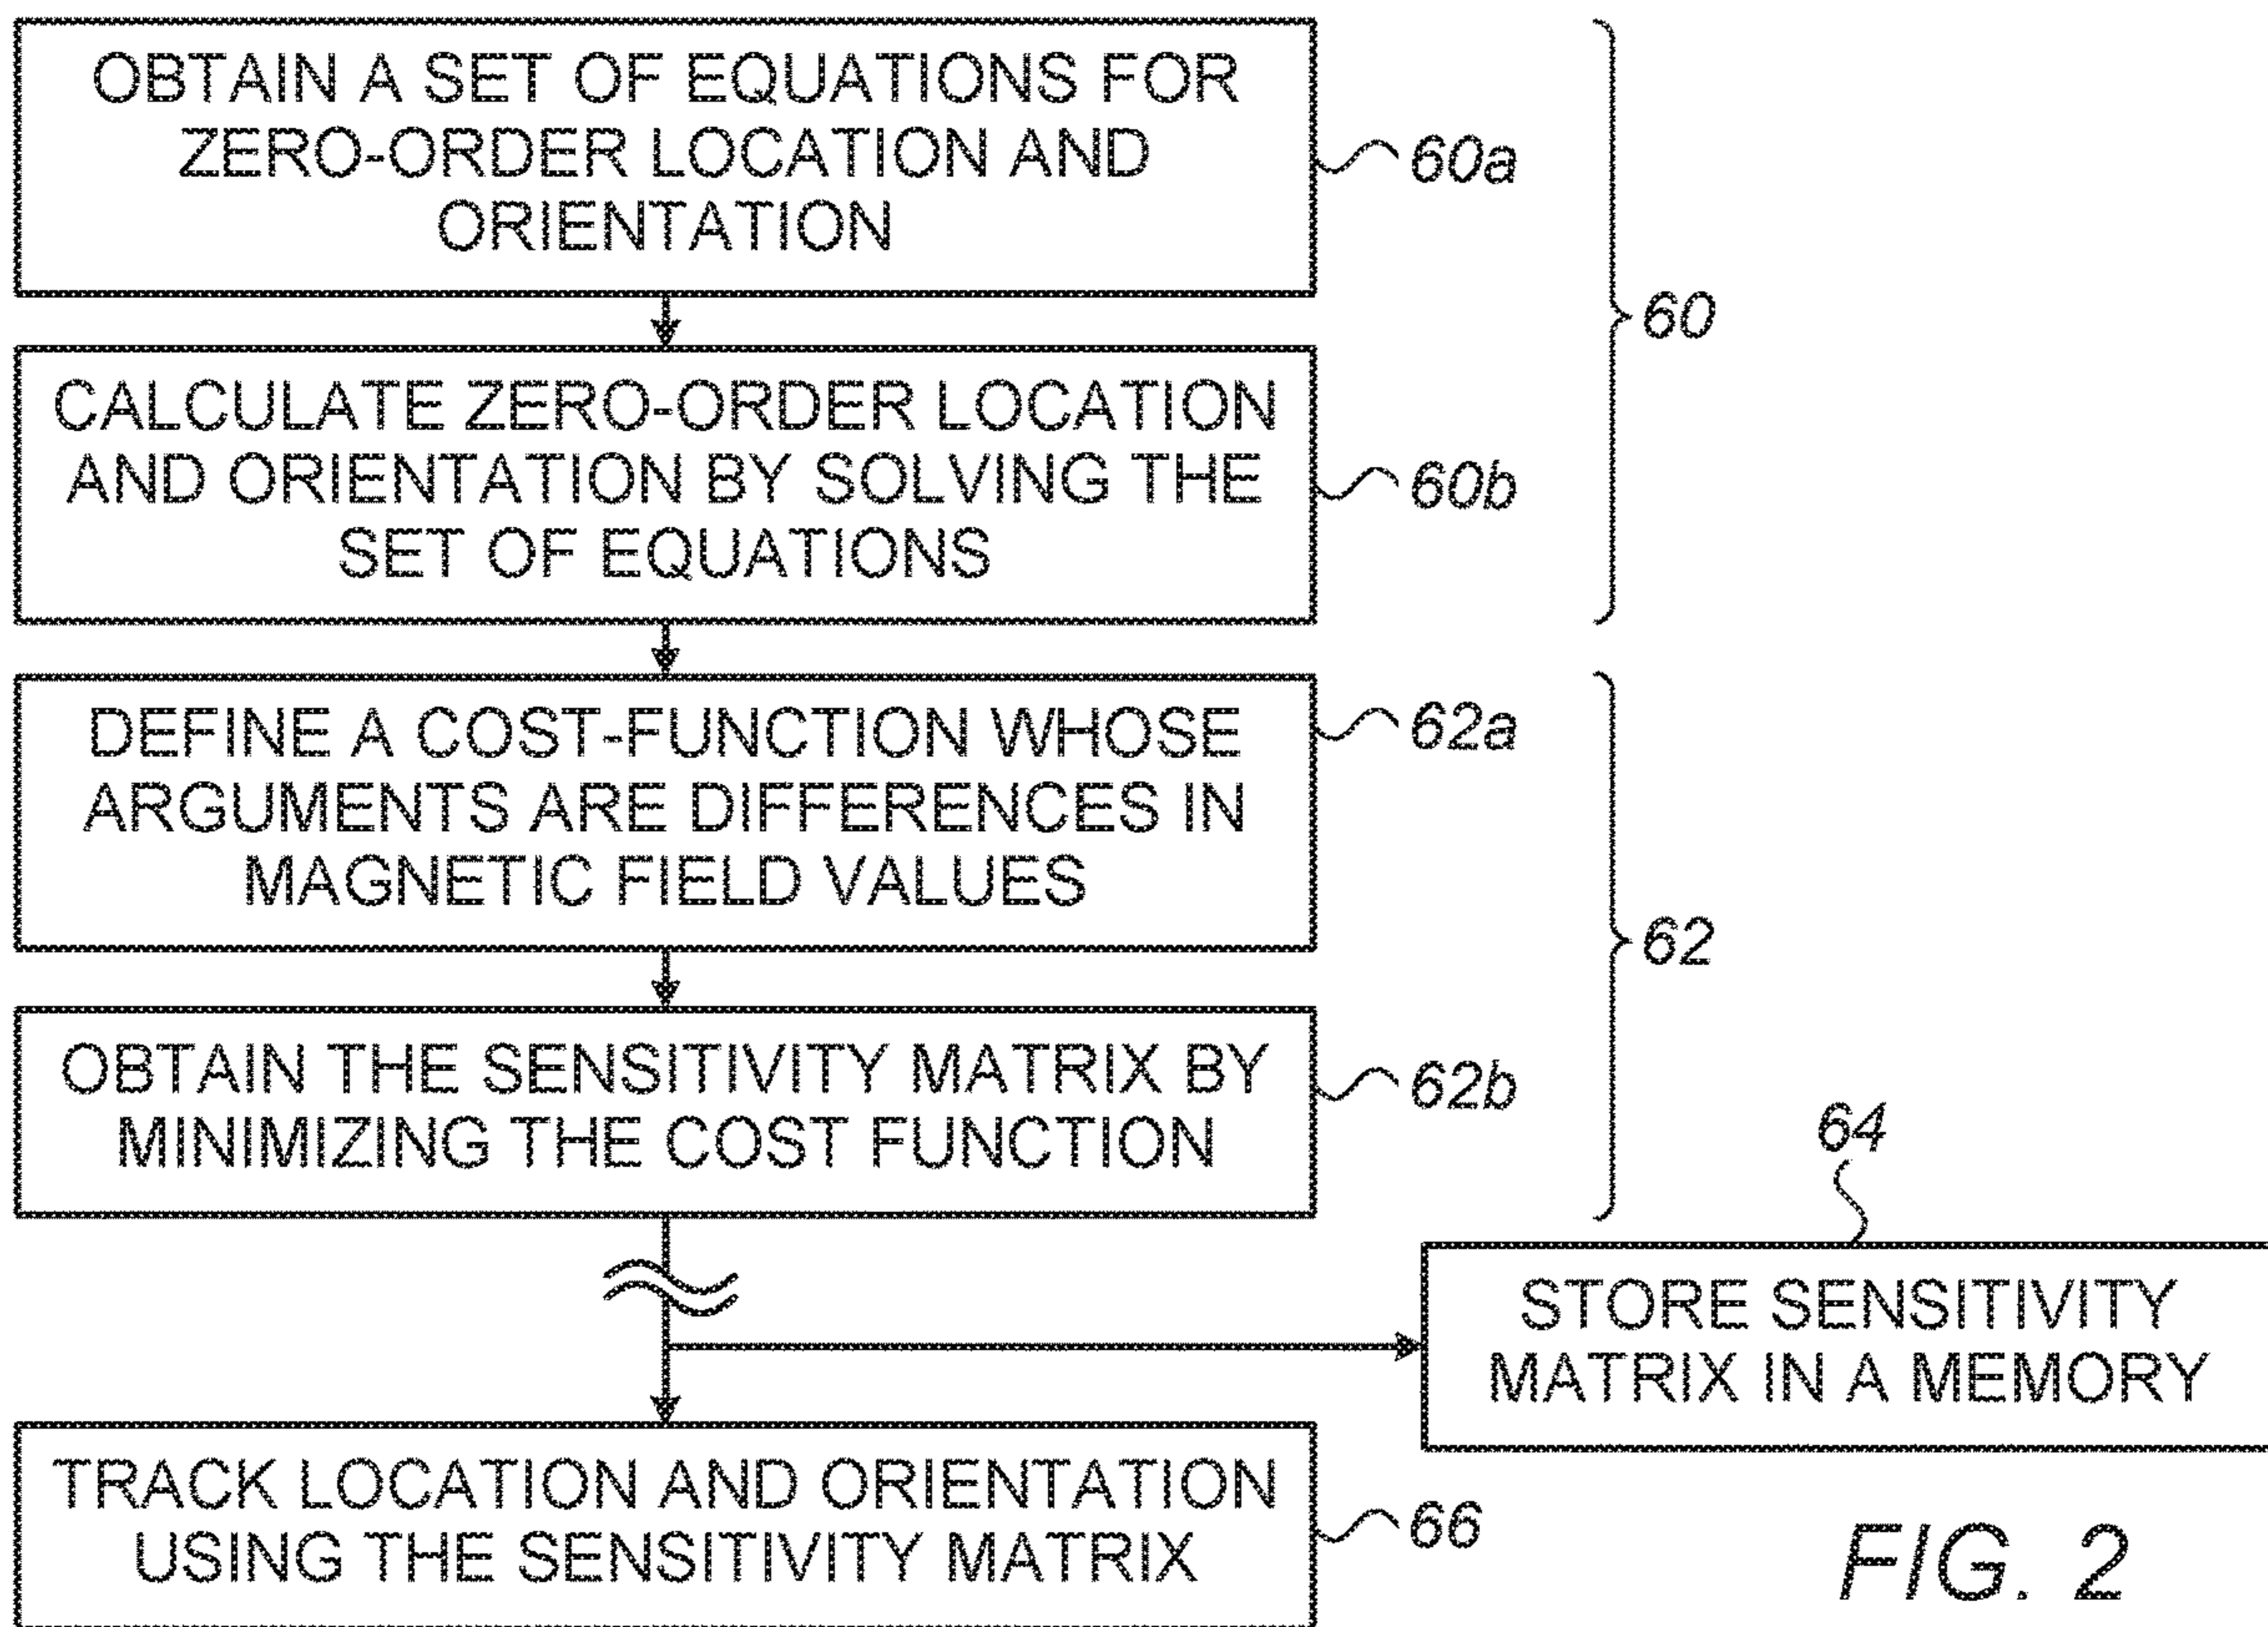 OBTAIN A SET OF EQUATIONS FOR
ZERO-ORDER LOCATION AND
ORIENTATION
60a
60
CALCULATE ZERO-ORDER LOCATION
AND ORIENTATION BY SOLVING THE
SET OF EQUATIONS
60b
DEFINE A COST-FUNCTION WHOSE
ARGUMENTS ARE DIFFERENCES IN
MAGNETIC FIELD VALUES
62a
62
OBTAIN THE SENSITIVITY MATRIX BY
MINIMIZING THE COST FUNCTION
62b
64
STORE SENSITIVITY
MATRIX IN A MEMORY
TRACK LOCATION AND ORIENTATION
USING THE SENSITIVITY MATRIX
66
FIG. 2